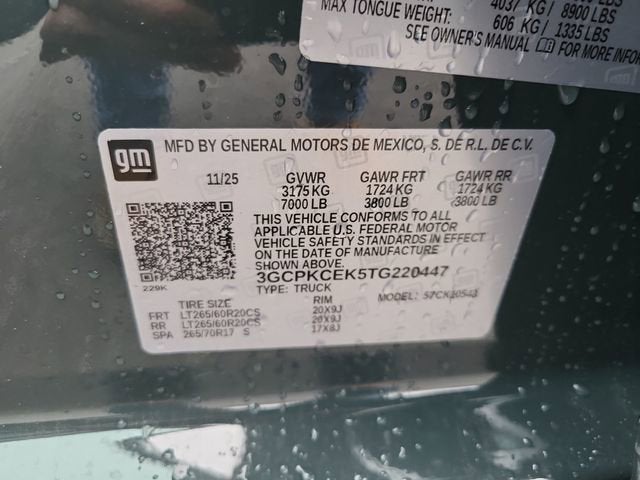 4037 KG/ 8900 LBS
MAX TONGUE WEIGHT: 606 KG / 1335 LBS
SEE OWNER'S MANUAL FOR MORE INFOR
gm
MFD BY GENERAL MOTORS DE MEXICO, S. DE R.L. DE C.V.
11/25 GVWR GAWR FRT GAWR RR
3175 KG 1724 KG 1724 KG
7000 LB 3800 LB 3800 LB
THIS VEHICLE CONFORMS TO ALL
APPLICABLE U.S. FEDERAL MOTOR
VEHICLE SAFETY STANDARDS IN EFFECT
ON THE DATE OF MANUFACTURE
SHOWN ABOVE.
3GCPKCEK5TG220447
229K TYPE: TRUCK MODEL: 57CK10543
TIRE SIZE RIM
FRT LT265/60R20CS 20X9J
RR LT265/60R20CS 20X9J
SPA 265/70R17 S 17X8J